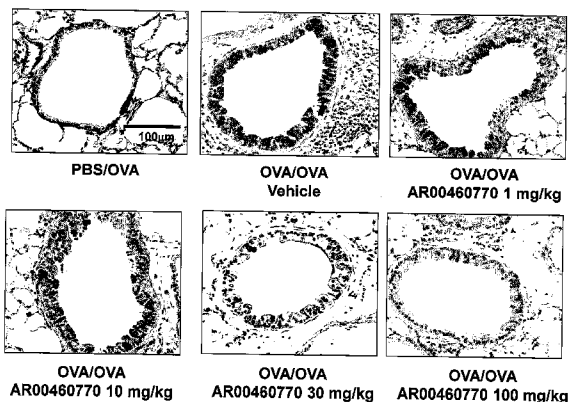 100µm
PBS/OVA
OVA/OVA
Vehicle
OVA/OVA
AR00460770 1 mg/kg
OVA/OVA
AR00460770 10 mg/kg
OVA/OVA
AR00460770 30 mg/kg
OVA/OVA
AR00460770 100 mg/kg